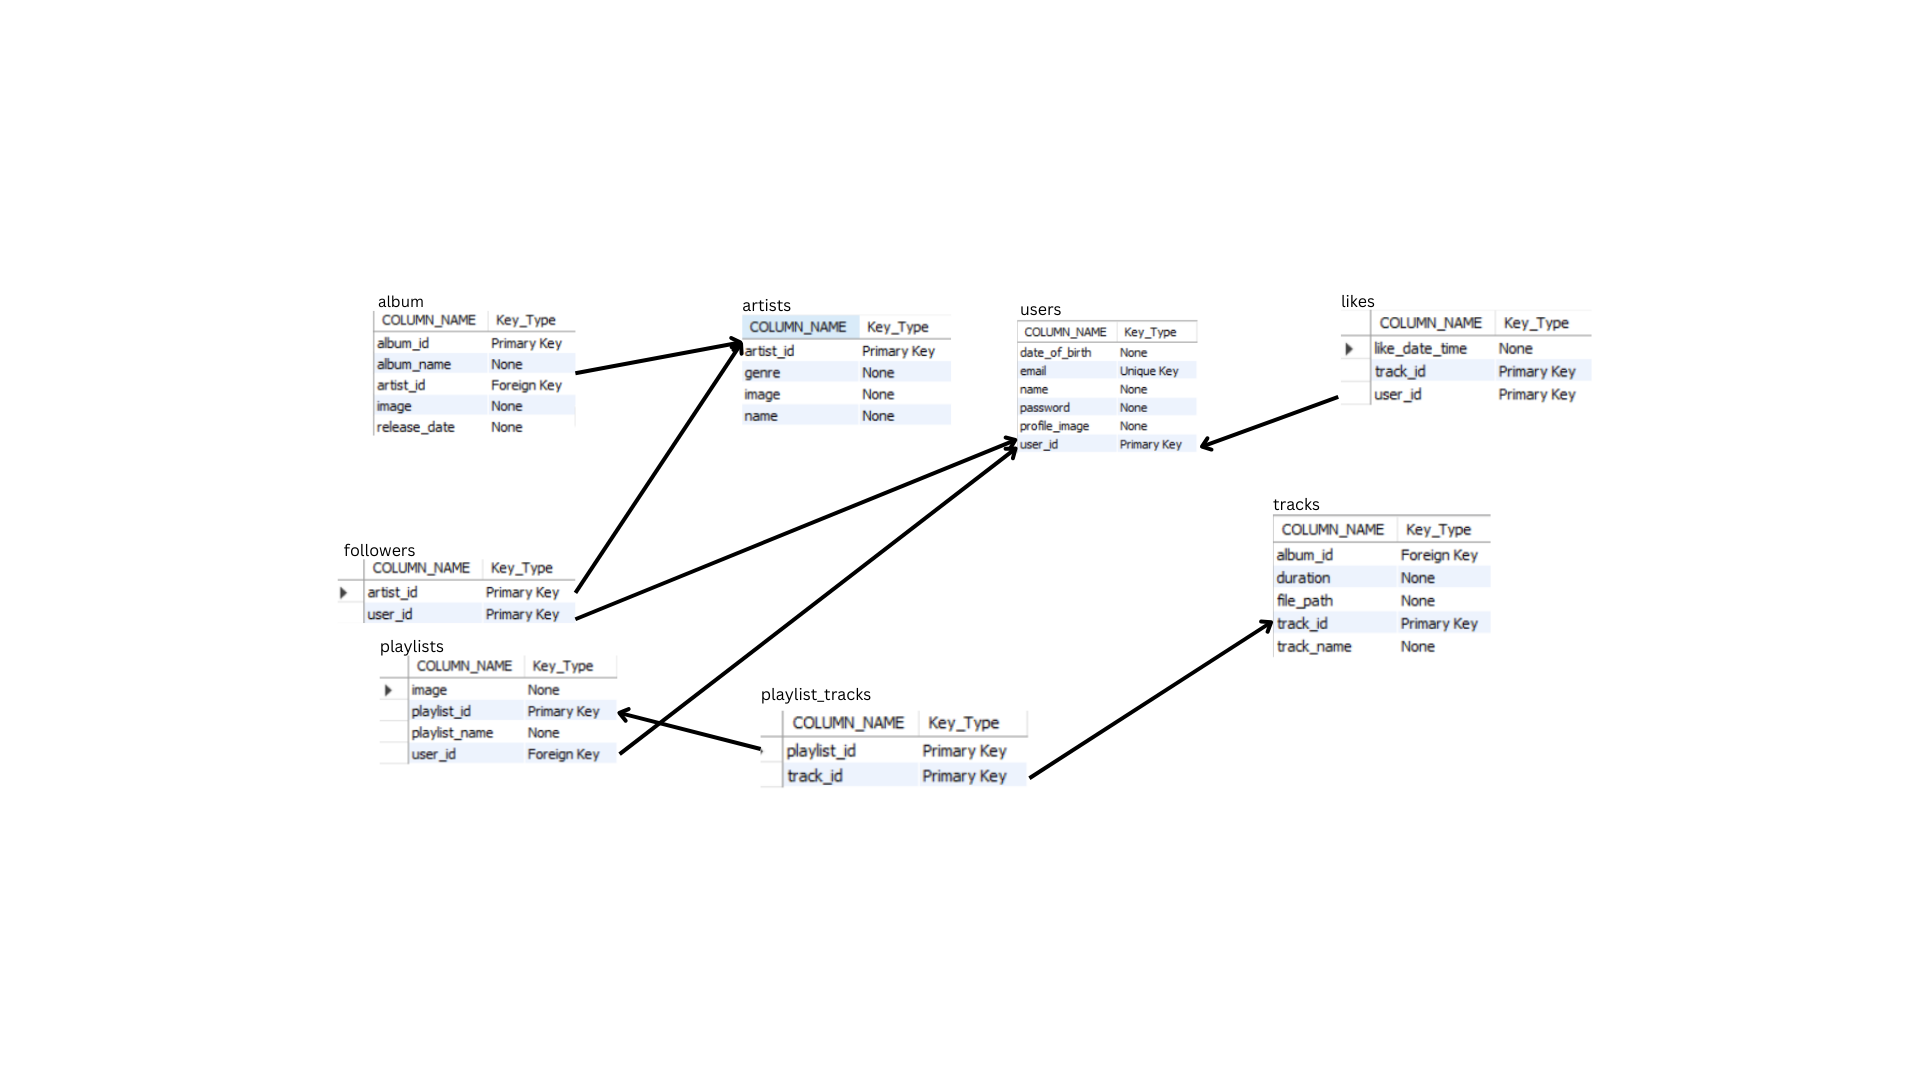 album
COLUMN_NAME Key_Type
album_id Primary Key
album_name None
artist_id Foreign Key
image None
release_date None
artists
COLUMN_NAME Key_Type
artist_id Primary Key
genre None
image None
name None
users
COLUMN_NAME Key_Type
date_of_birth None
email Unique Key
name None
password None
profile_image None
user_id Primary Key
likes
COLUMN_NAME Key_Type
like_date_time None
track_id Primary Key
user_id Primary Key
followers
COLUMN_NAME Key_Type
artist_id Primary Key
user_id Primary Key
tracks
COLUMN_NAME Key_Type
album_id Foreign Key
duration None
file_path None
track_id Primary Key
track_name None
playlists
COLUMN_NAME Key_Type
image None
playlist_id Primary Key
playlist_name None
user_id Foreign Key
playlist_tracks
COLUMN_NAME Key_Type
playlist_id Primary Key
track_id Primary Key